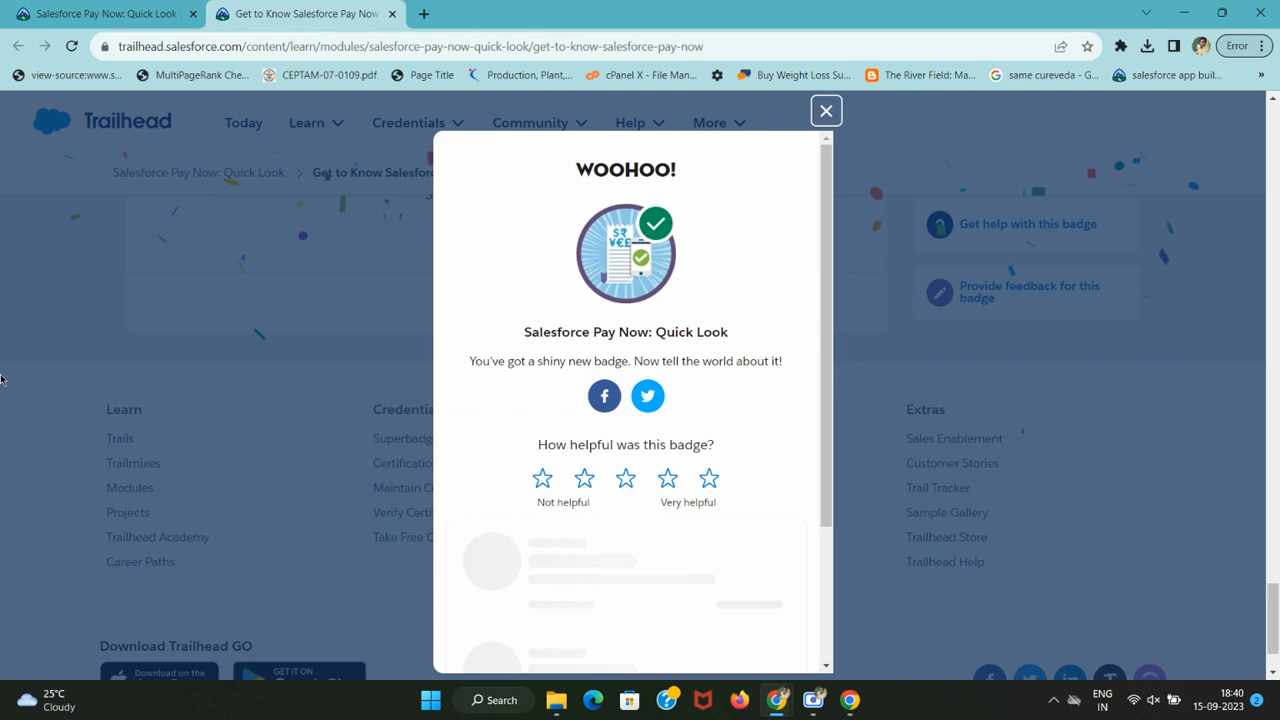 Salesforce Pay Now: Quick Look
Get to Know Salesforce Pay Now
trailhead.salesforce.com/content/learn/modules/salesforce-pay-now-quick-look/get-to-know-salesforce-pay-now
Error
view-source:www.s...
MultiPageRank Che...
CEPTAM-07-0109.pdf
Page Title
Production, Plant,...
cPanel X - File Man...
Buy Weight Loss Su...
The River Field: Ma...
same cureveda - G...
salesforce app buil...
»
Trailhead
Today
Learn
Credentials
Community
Help
More
Salesforce Pay Now: Quick Look > Get to Know Salesfor
WOOHOO!
$₹
¥€£
Salesforce Pay Now: Quick Look
You've got a shiny new badge. Now tell the world about it!
How helpful was this badge?
Not helpful
Very helpful
Get help with this badge
Provide feedback for this
badge
Learn
Trails
Trailmixes
Modules
Projects
Trailhead Academy
Career Paths
Credentia
Superbadg
Certificatio
Maintain C
Verify Certi
Take Free C
Extras
Sales Enablement
Customer Stories
Trail Tracker
Sample Gallery
Trailhead Store
Trailhead Help
Download Trailhead GO
Download on the
GET IT ON
25°C
Cloudy
Search
ENG
IN
18:40
15-09-2023
2